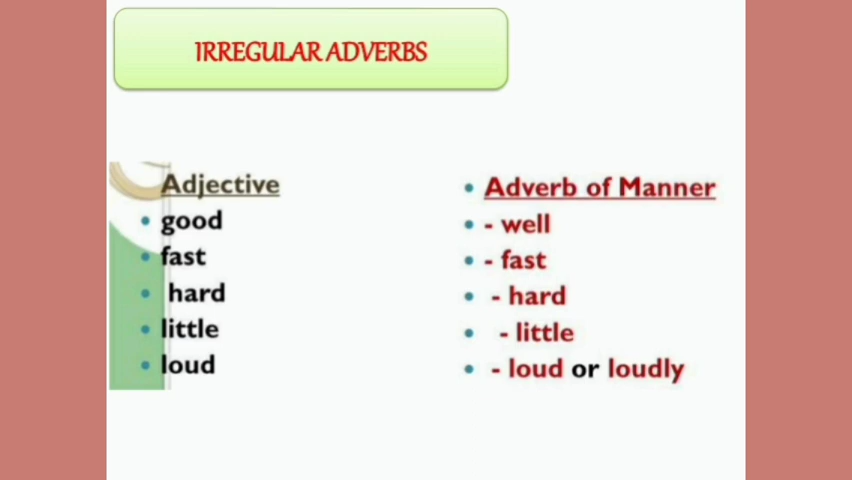 IRREGULAR ADVERBS
Adjective
• good
• fast
• hard
• little
• loud
• Adverb of Manner
• - well
• - fast
• - hard
• - little
• - loud or loudly